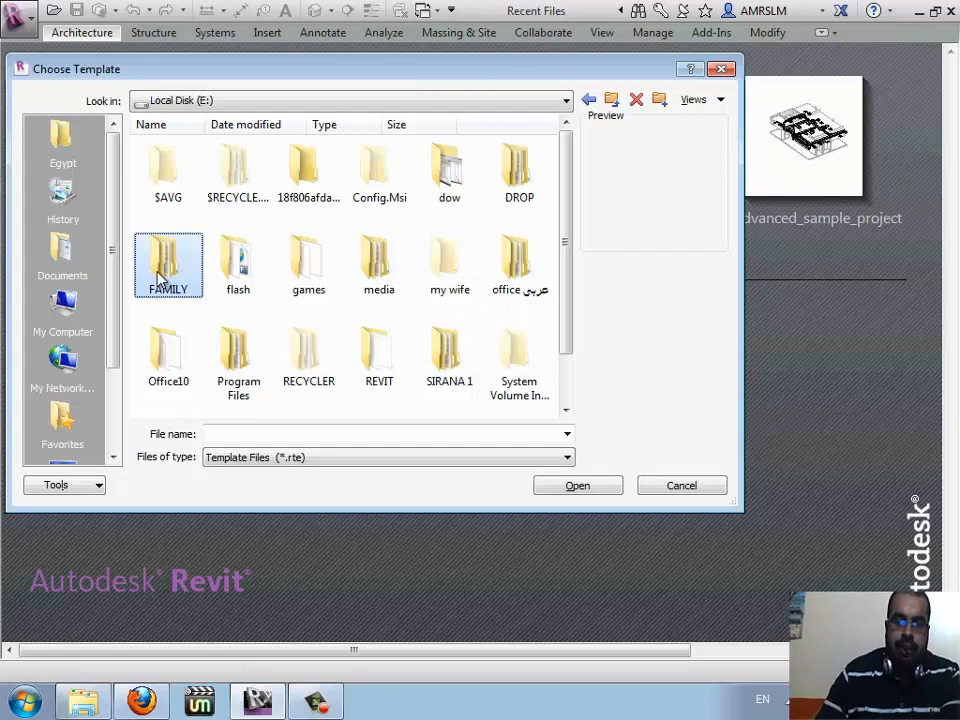 Recent Files
AMRSLM
Architecture Structure Systems Insert Annotate Analyze Massing & Site Collaborate View Manage Add-Ins Modify
Choose Template
Look in: Local Disk (E:)
Views
Name Date modified Type Size
Preview
Egypt
History
Documents
My Computer
My Network...
Favorites
$AVG $RECYCLE.... 18f806afda... Config.Msi dow DROP
FAMILY flash games media my wife office عربى
Office10 Program Files RECYCLER REVIT SIRANA 1 System Volume In...
File name:
Files of type: Template Files (*.rte)
Tools Open Cancel
dvanced_sample_project
Autodesk® Revit®
todesk®
EN